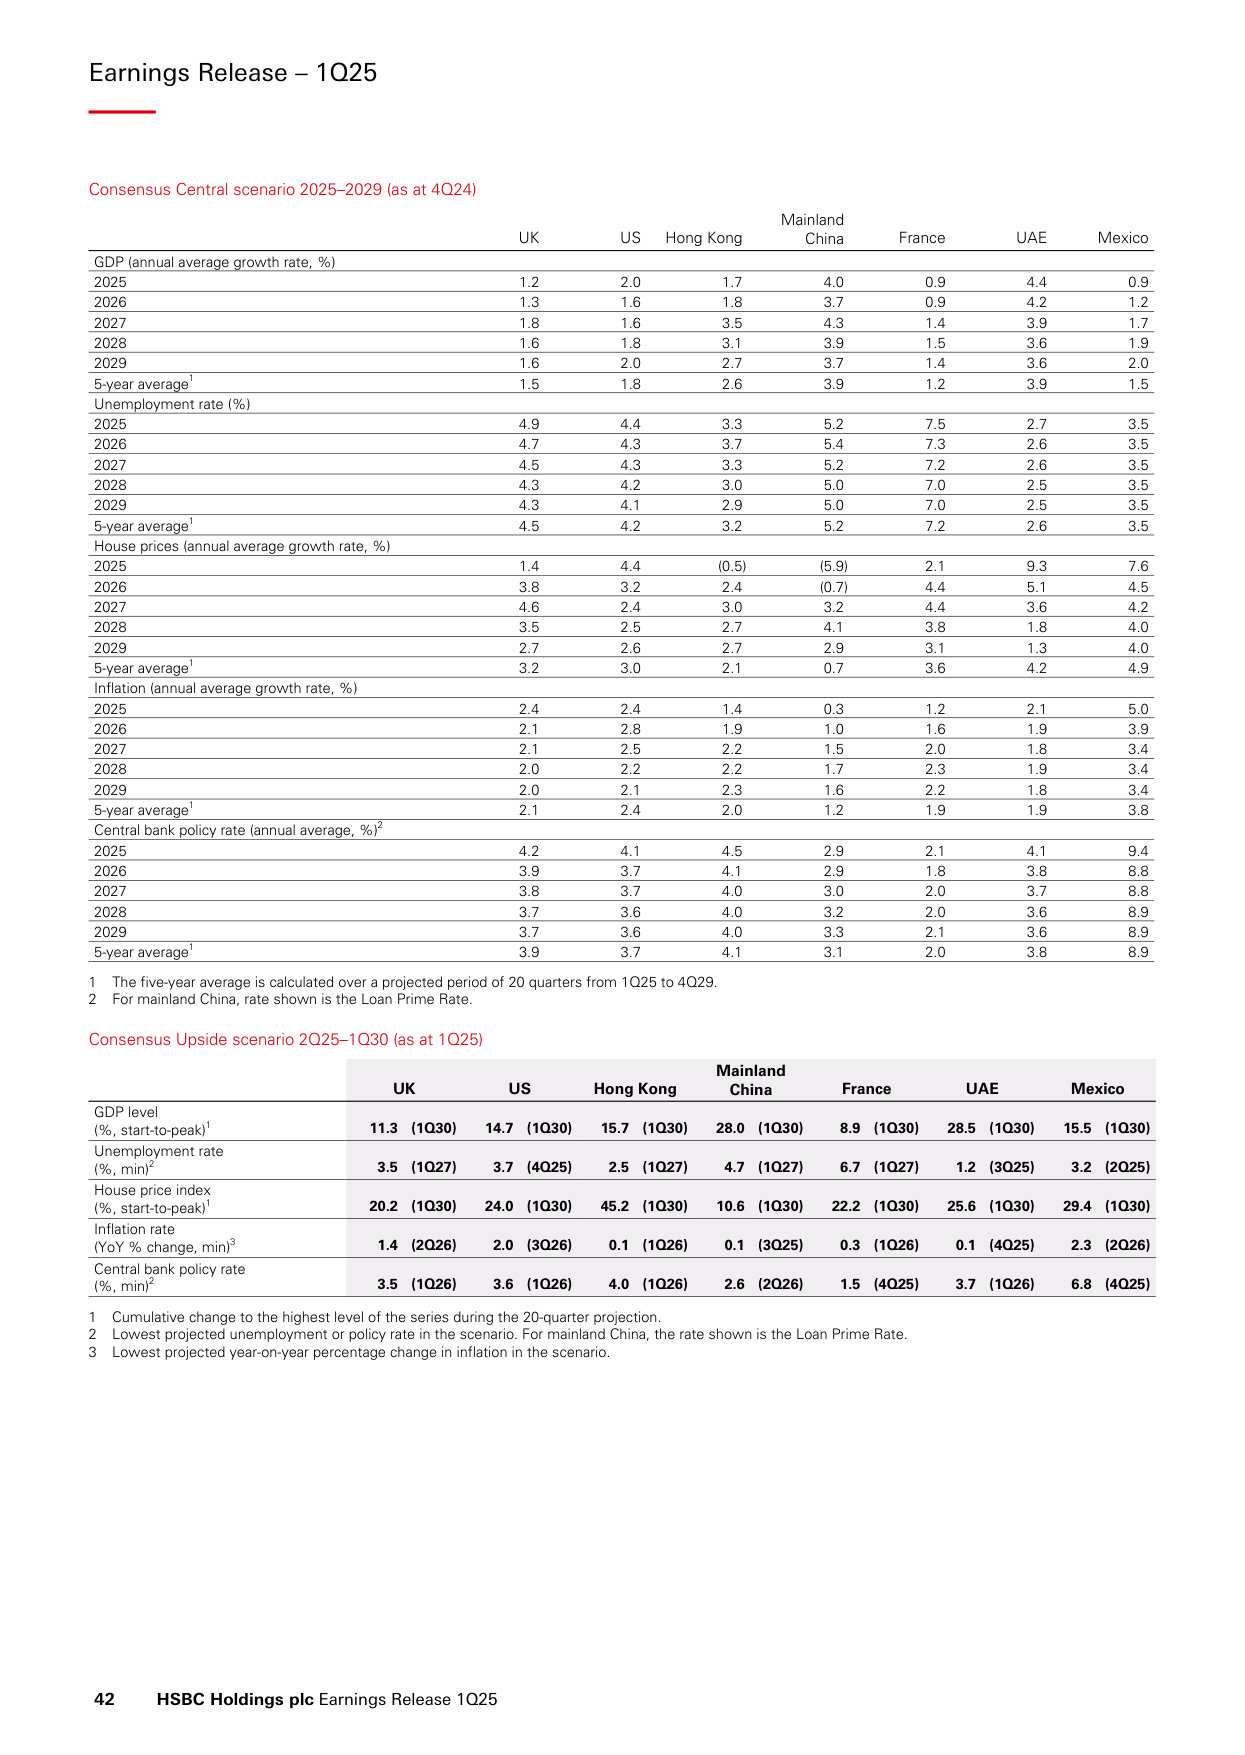 Earnings Release – 1Q25
Consensus Central scenario 2025–2029 (as at 4Q24)
UK US Hong Kong Mainland China France UAE Mexico
GDP (annual average growth rate, %)
2025 1.2 2.0 1.7 4.0 0.9 4.4 0.9
2026 1.3 1.6 1.8 3.7 0.9 4.2 1.2
2027 1.8 1.6 3.5 4.3 1.4 3.9 1.7
2028 1.6 1.8 3.1 3.9 1.5 3.6 1.9
2029 1.6 2.0 2.7 3.7 1.4 3.6 2.0
5-year average1 1.5 1.8 2.6 3.9 1.2 3.9 1.5
Unemployment rate (%)
2025 4.9 4.4 3.3 5.2 7.5 2.7 3.5
2026 4.7 4.3 3.7 5.4 7.3 2.6 3.5
2027 4.5 4.3 3.3 5.2 7.2 2.6 3.5
2028 4.3 4.2 3.0 5.0 7.0 2.5 3.5
2029 4.3 4.1 2.9 5.0 7.0 2.5 3.5
5-year average1 4.5 4.2 3.2 5.2 7.2 2.6 3.5
House prices (annual average growth rate, %)
2025 1.4 4.4 (0.5) (5.9) 2.1 9.3 7.6
2026 3.8 3.2 2.4 (0.7) 4.4 5.1 4.5
2027 4.6 2.4 3.0 3.2 4.4 3.6 4.2
2028 3.5 2.5 2.7 4.1 3.8 1.8 4.0
2029 2.7 2.6 2.7 2.9 3.1 1.3 4.0
5-year average1 3.2 3.0 2.1 0.7 3.6 4.2 4.9
Inflation (annual average growth rate, %)
2025 2.4 2.4 1.4 0.3 1.2 2.1 5.0
2026 2.1 2.8 1.9 1.0 1.6 1.9 3.9
2027 2.1 2.5 2.2 1.5 2.0 1.8 3.4
2028 2.0 2.2 2.2 1.7 2.3 1.9 3.4
2029 2.0 2.1 2.3 1.6 2.2 1.8 3.4
5-year average1 2.1 2.4 2.0 1.2 1.9 1.9 3.8
Central bank policy rate (annual average, %)2
2025 4.2 4.1 4.5 2.9 2.1 4.1 9.4
2026 3.9 3.7 4.1 2.9 1.8 3.8 8.8
2027 3.8 3.7 4.0 3.0 2.0 3.7 8.8
2028 3.7 3.6 4.0 3.2 2.0 3.6 8.9
2029 3.7 3.6 4.0 3.3 2.1 3.6 8.9
5-year average1 3.9 3.7 4.1 3.1 2.0 3.8 8.9
1 The five-year average is calculated over a projected period of 20 quarters from 1Q25 to 4Q29.
2 For mainland China, rate shown is the Loan Prime Rate.
Consensus Upside scenario 2Q25–1Q30 (as at 1Q25)
UK US Hong Kong Mainland China France UAE Mexico
GDP level
(%, start-to-peak)1 11.3 (1Q30) 14.7 (1Q30) 15.7 (1Q30) 28.0 (1Q30) 8.9 (1Q30) 28.5 (1Q30) 15.5 (1Q30)
Unemployment rate
(%, min)2 3.5 (1Q27) 3.7 (4Q25) 2.5 (1Q27) 4.7 (1Q27) 6.7 (1Q27) 1.2 (3Q25) 3.2 (2Q25)
House price index
(%, start-to-peak)1 20.2 (1Q30) 24.0 (1Q30) 45.2 (1Q30) 10.6 (1Q30) 22.2 (1Q30) 25.6 (1Q30) 29.4 (1Q30)
Inflation rate
(YoY % change, min)3 1.4 (2Q26) 2.0 (3Q26) 0.1 (1Q26) 0.1 (3Q25) 0.3 (1Q26) 0.1 (4Q25) 2.3 (2Q26)
Central bank policy rate
(%, min)2 3.5 (1Q26) 3.6 (1Q26) 4.0 (1Q26) 2.6 (2Q26) 1.5 (4Q25) 3.7 (1Q26) 6.8 (4Q25)
1 Cumulative change to the highest level of the series during the 20-quarter projection.
2 Lowest projected unemployment or policy rate in the scenario. For mainland China, the rate shown is the Loan Prime Rate.
3 Lowest projected year-on-year percentage change in inflation in the scenario.
42 HSBC Holdings plc Earnings Release 1Q25